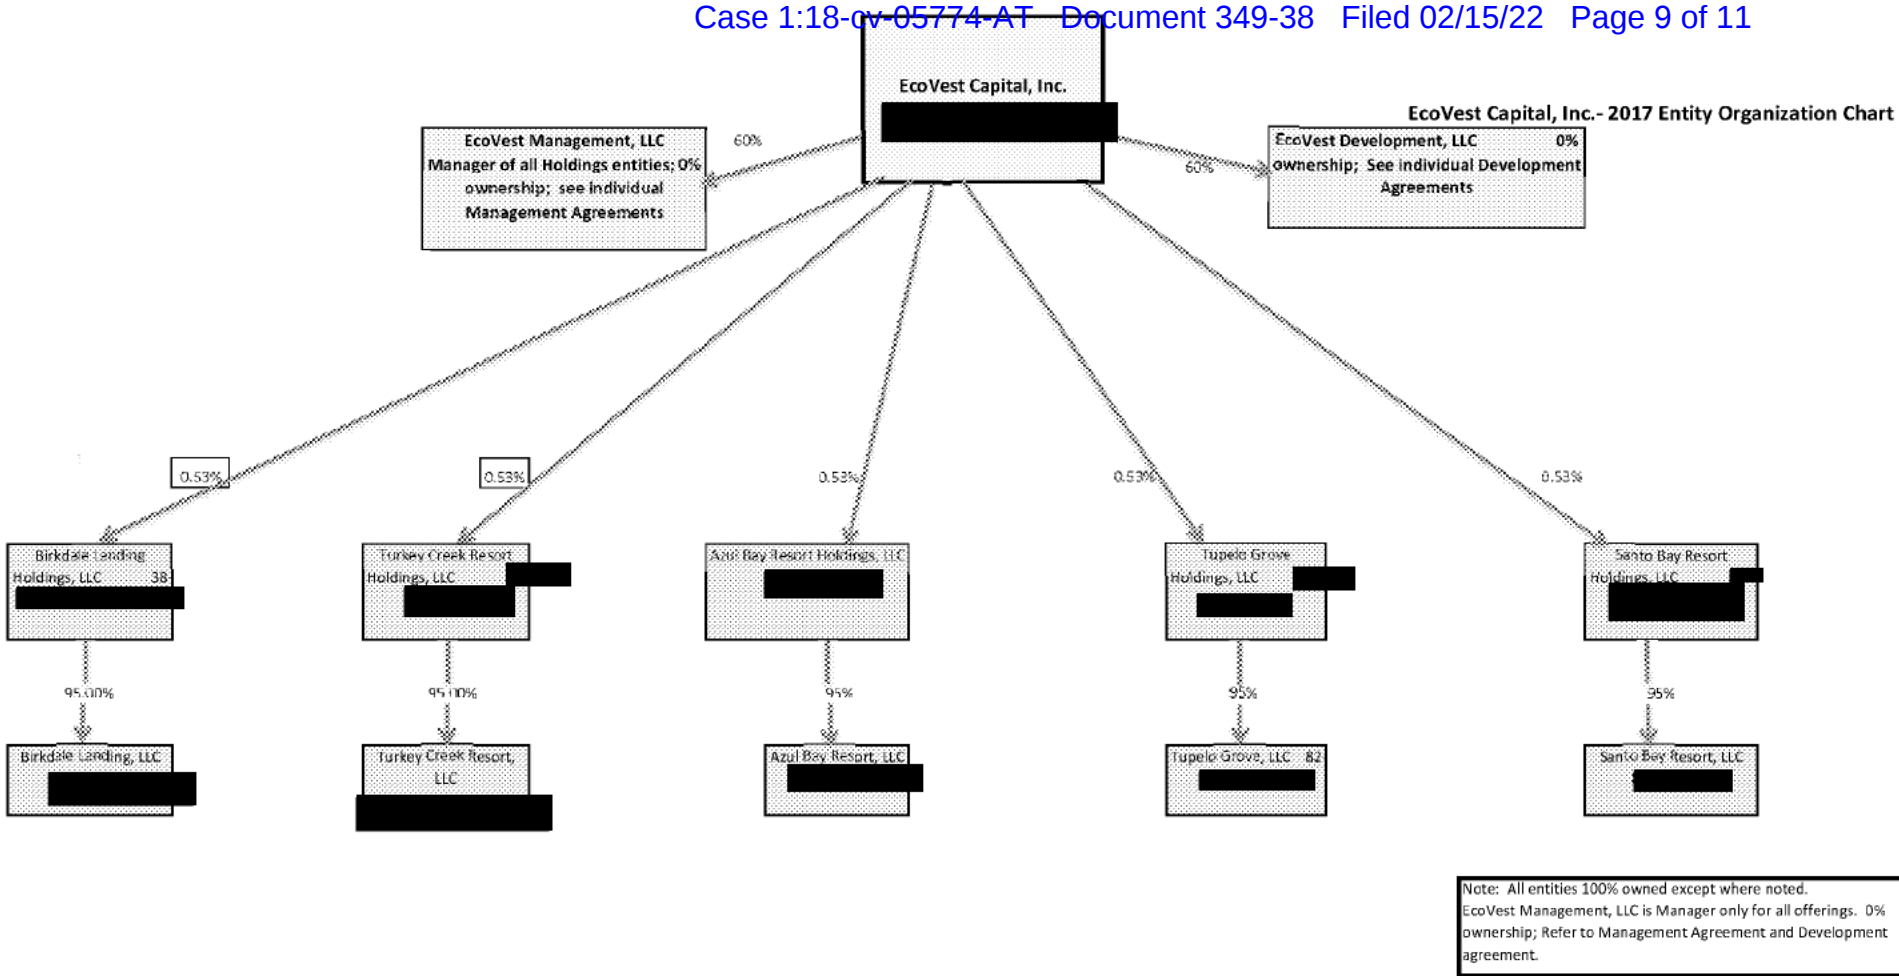 Case 1:18-cv-05774-AT Document 349-38 Filed 02/15/22 Page 9 of 11
EcoVest Capital, Inc.
EcoVest Capital, Inc.- 2017 Entity Organization Chart
EcoVest Management, LLC
Manager of all Holdings entities; 0%
ownership; see individual
Management Agreements
60%
60%
EcoVest Development, LLC 0%
ownership; See individual Development
Agreements
0.53%
0.53%
0.53%
0.53%
0.53%
Birkdale Landing
Holdings, LLC 38-
Turkey Creek Resort
Holdings, LLC
Azul Bay Resort Holdings, LLC
Tupelo Grove
Holdings, LLC
Santo Bay Resort
Holdings, LLC
95.00%
95.00%
95%
95%
95%
Birkdale Landing, LLC
Turkey Creek Resort,
LLC
Azul Bay Resort, LLC
Tupelo Grove, LLC 82-
Santo Bay Resort, LLC
Note: All entities 100% owned except where noted.
EcoVest Management, LLC is Manager only for all offerings. 0%
ownership; Refer to Management Agreement and Development
agreement.